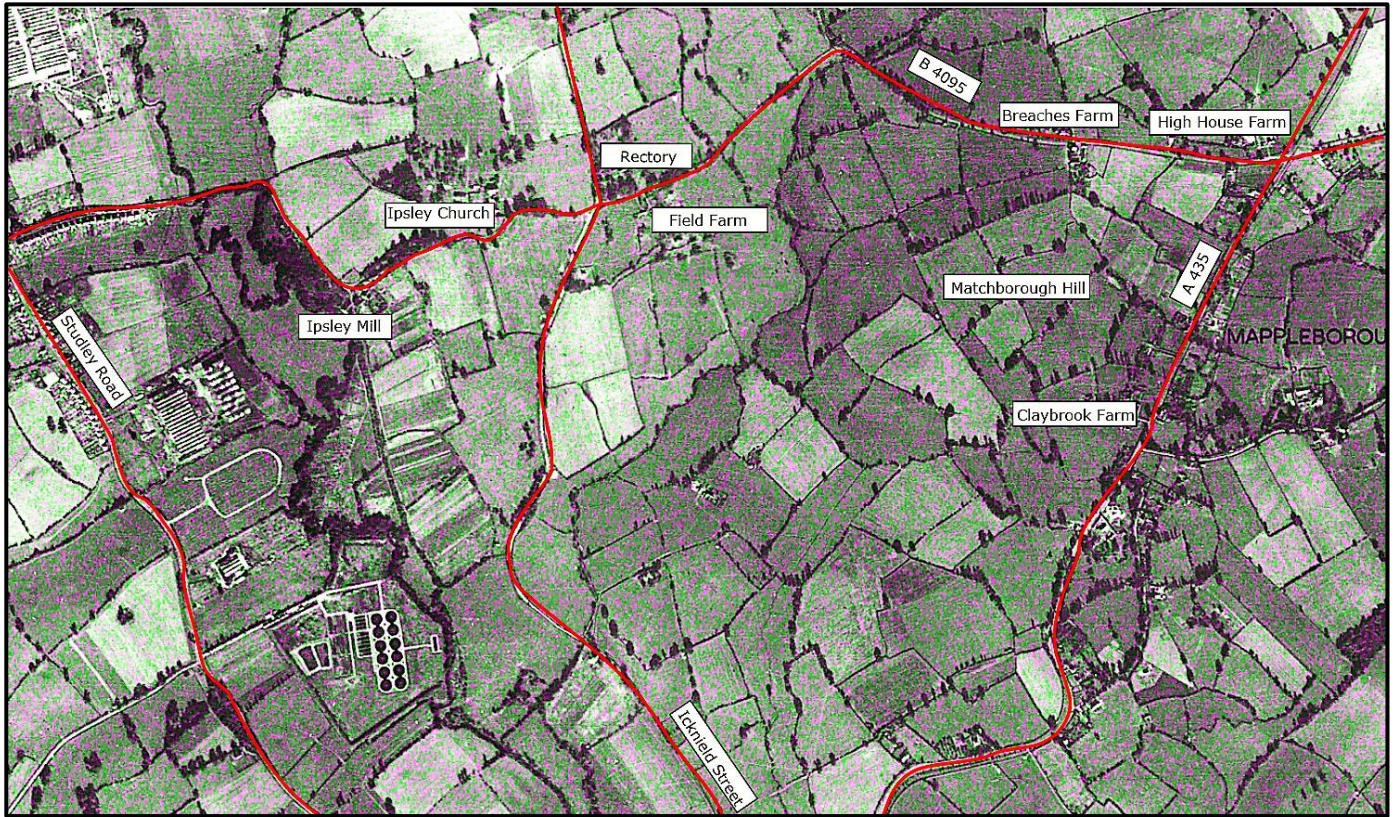 B 4095
Breaches Farm
High House Farm
Rectory
Ipsley Church
Field Farm
A 435
Matchborough Hill
Ipsley Mill
Studley Road
MAPPLEBOROU
Claybrook Farm
Icknield Street